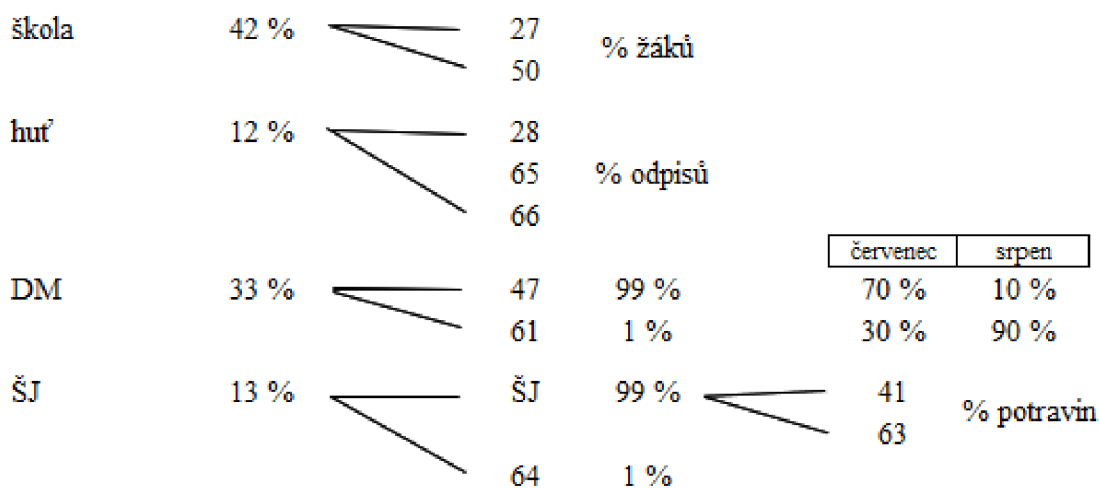 škola 42 % 27
% žáků
50
huť 12 % 28
65 % odpisů
66
červenec srpen
DM 33 % 47 99 % 70 % 10 %
61 1 % 30 % 90 %
ŠJ 13 % ŠJ 99 % 41
% potravin
63
64 1 %